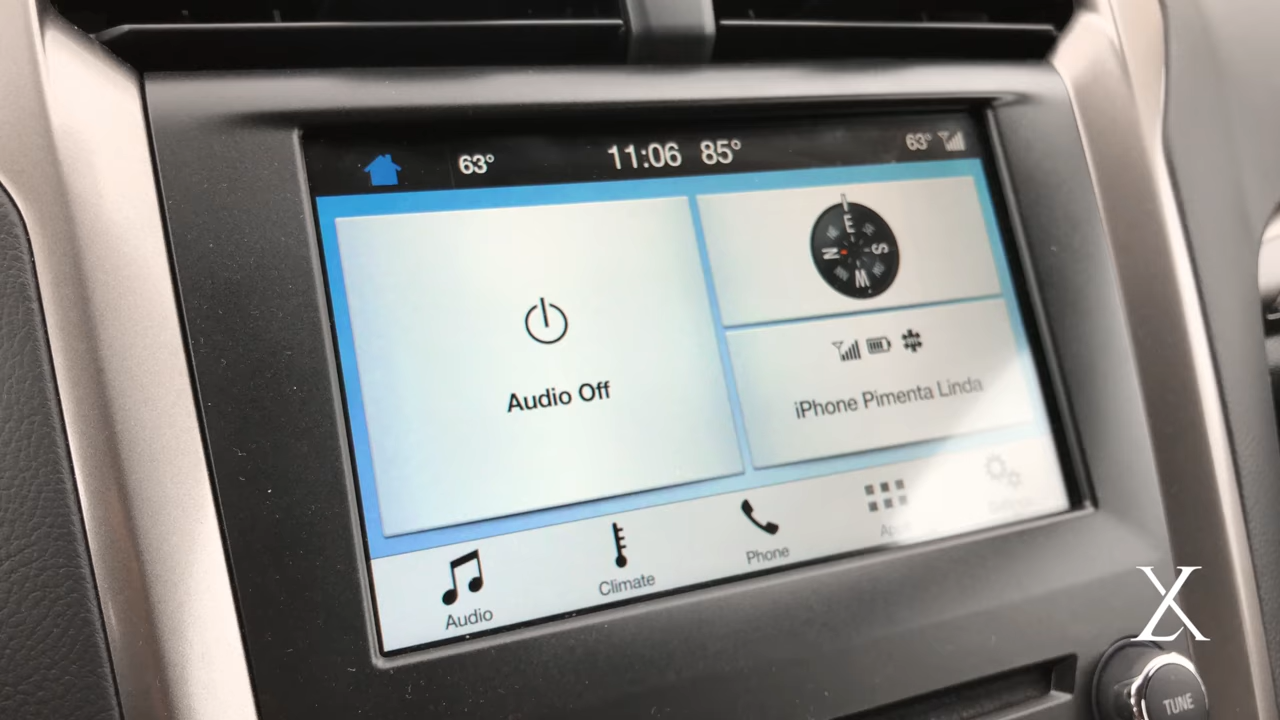 63° 11:06 85° 63°
E
N S
W
Audio Off
iPhone Pimenta Linda
Audio Climate Phone
TUNE